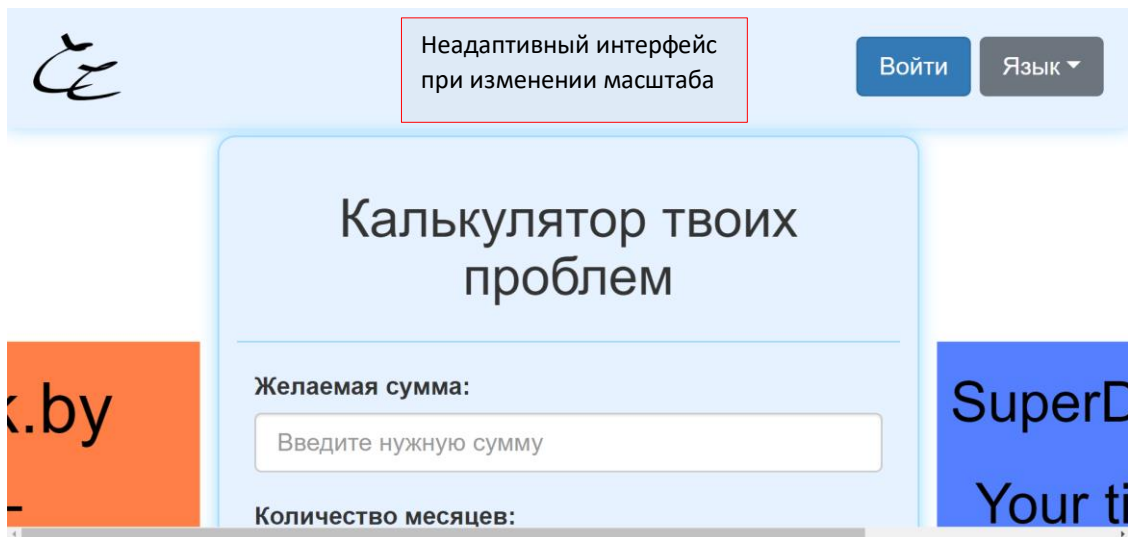 Неадаптивный интерфейс
при изменении масштаба
Войти
Язык
Калькулятор твоих
проблем
Желаемая сумма:
Введите нужную сумму
Количество месяцев:
.by
SuperD
Your ti